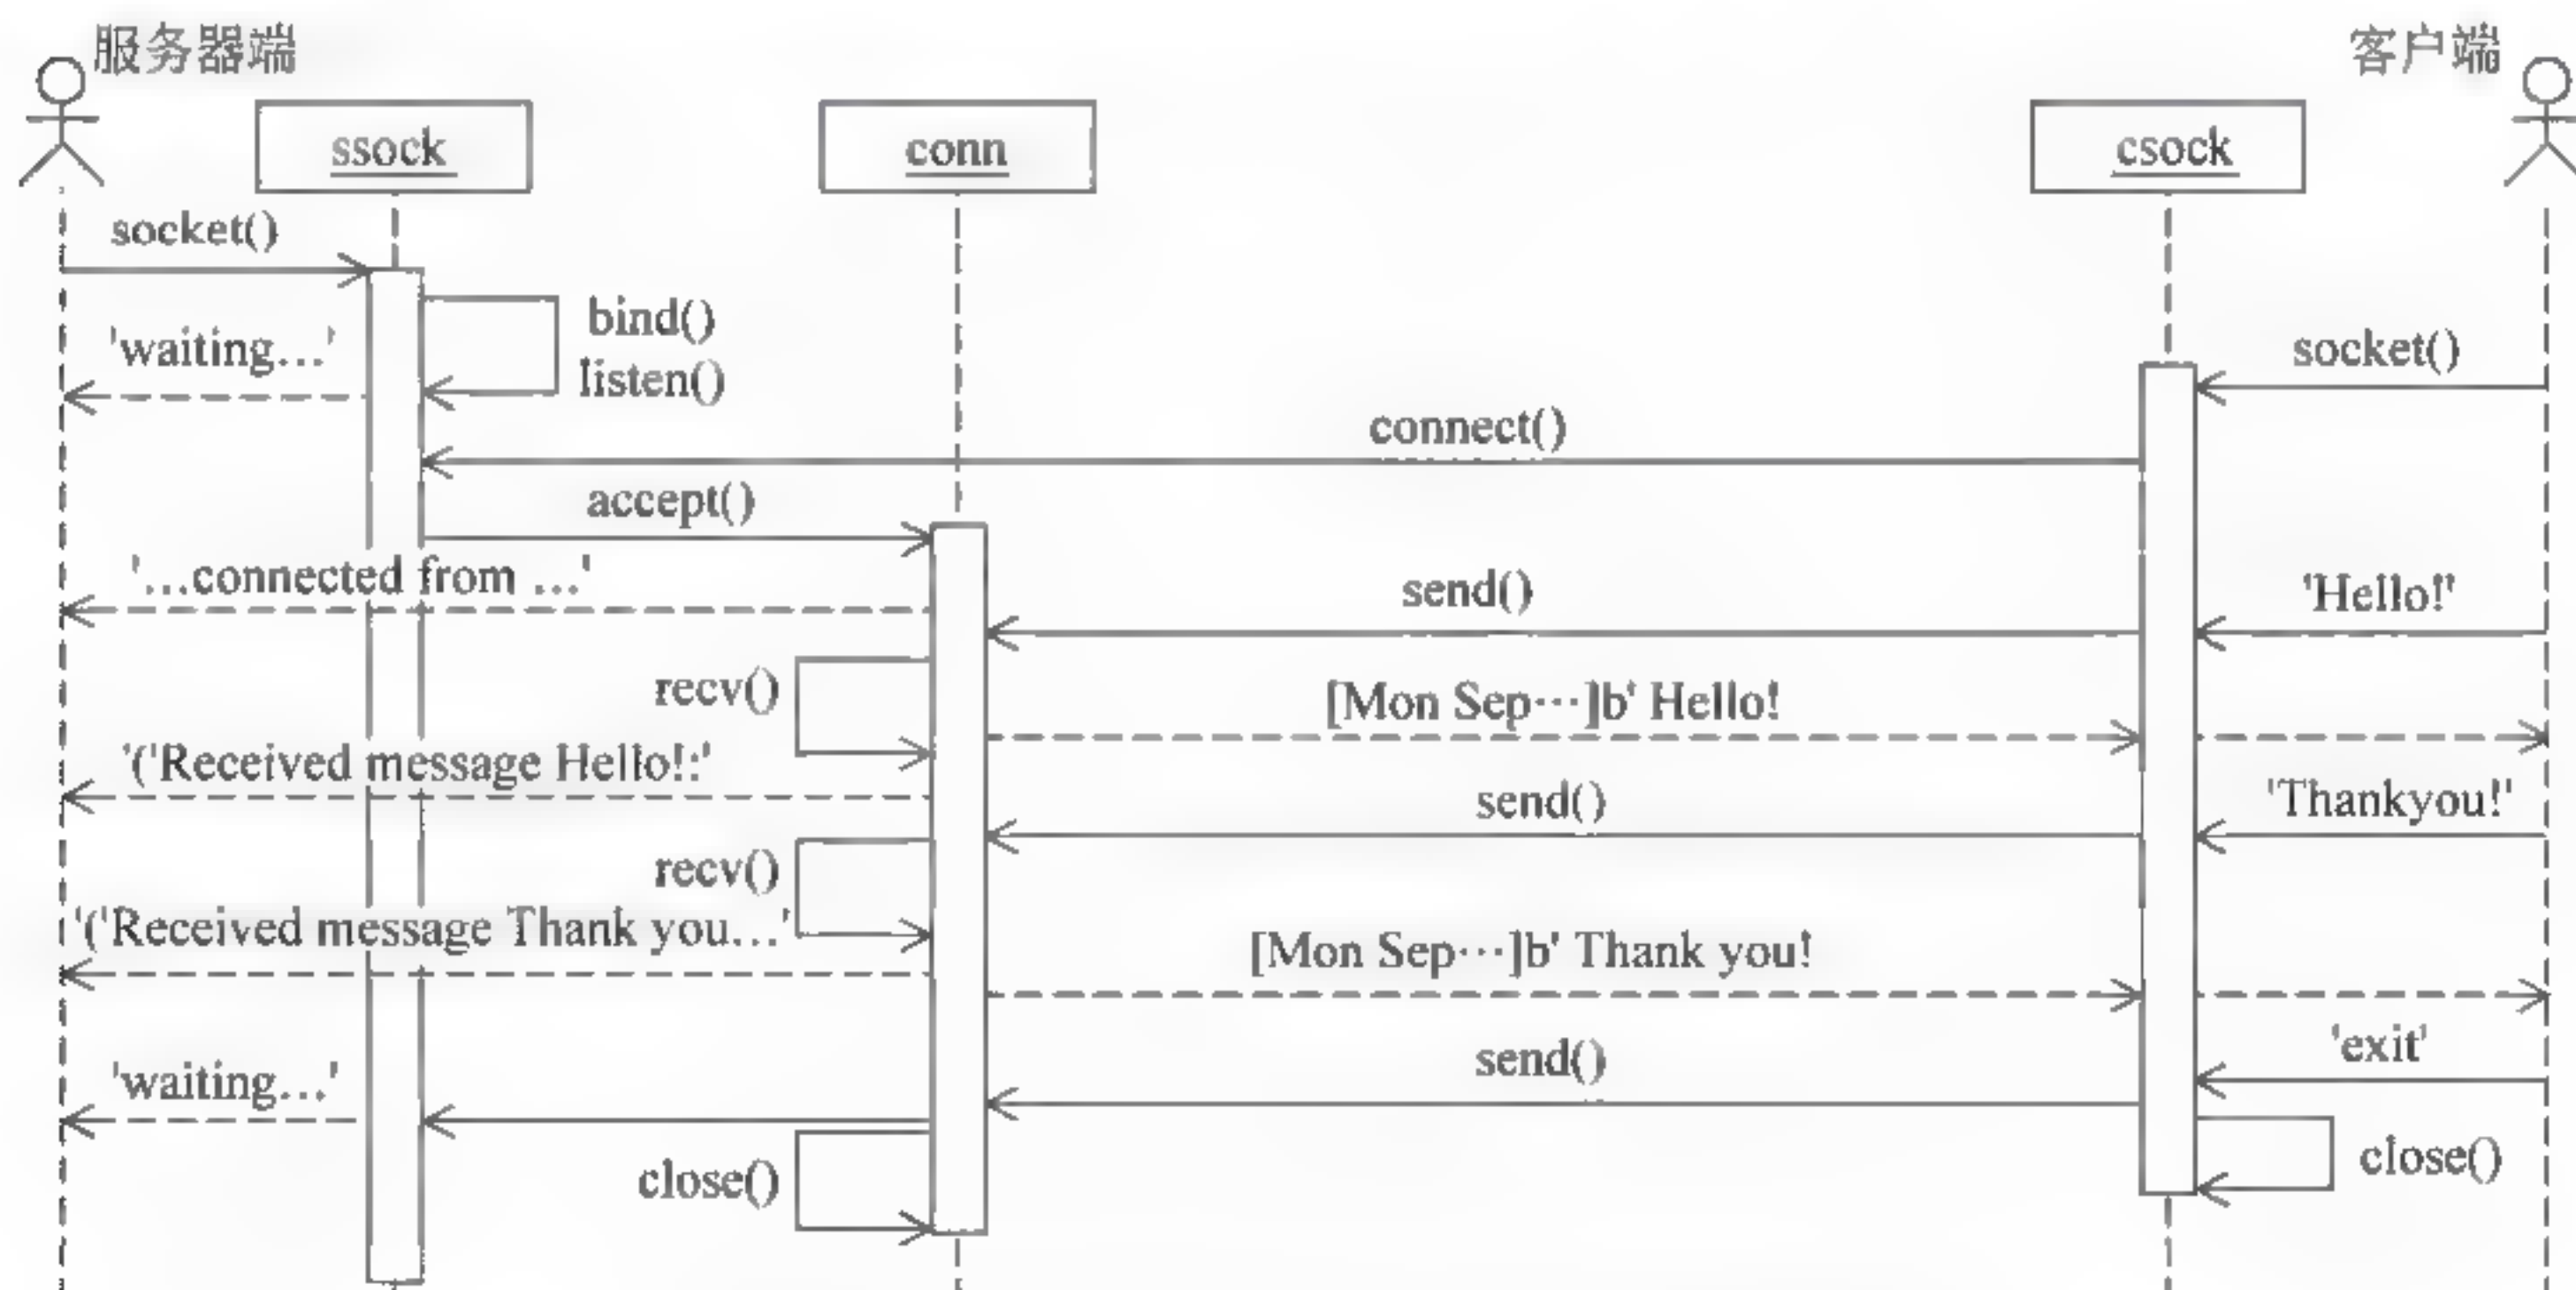 服务器端
客户端
ssock
conn
csock
socket()
bind()
'waiting...'
socket()
listen()
connect()
accept()
'...connected from ...'
send()
'Hello!'
recv()
[Mon Sep···]b' Hello!
'('Received message Hello!:'
send()
'Thankyou!'
recv()
'('Received message Thank you...'
[Mon Sep···]b' Thank you!
send()
'exit'
'waiting...'
close()
close()